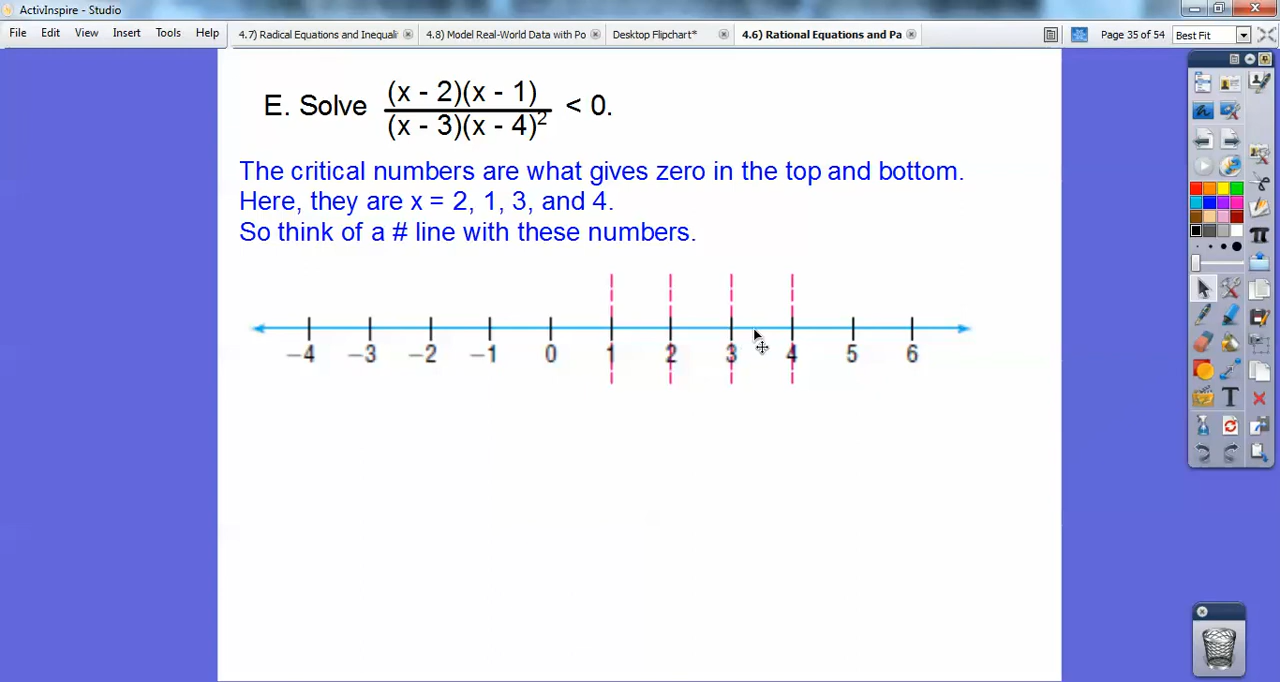 ActivInspire - Studio
File Edit View Insert Tools Help
4.7) Radical Equations and Inequali
4.8) Model Real-World Data with Po
Desktop Flipchart*
4.6) Rational Equations and Pa
Page 35 of 54
Best Fit
E. Solve (x - 2)(x - 1) / (x - 3)(x - 4)² < 0.
The critical numbers are what gives zero in the top and bottom.
Here, they are x = 2, 1, 3, and 4.
So think of a # line with these numbers.
−4 −3 −2 −1 0 1 2 3 4 5 6